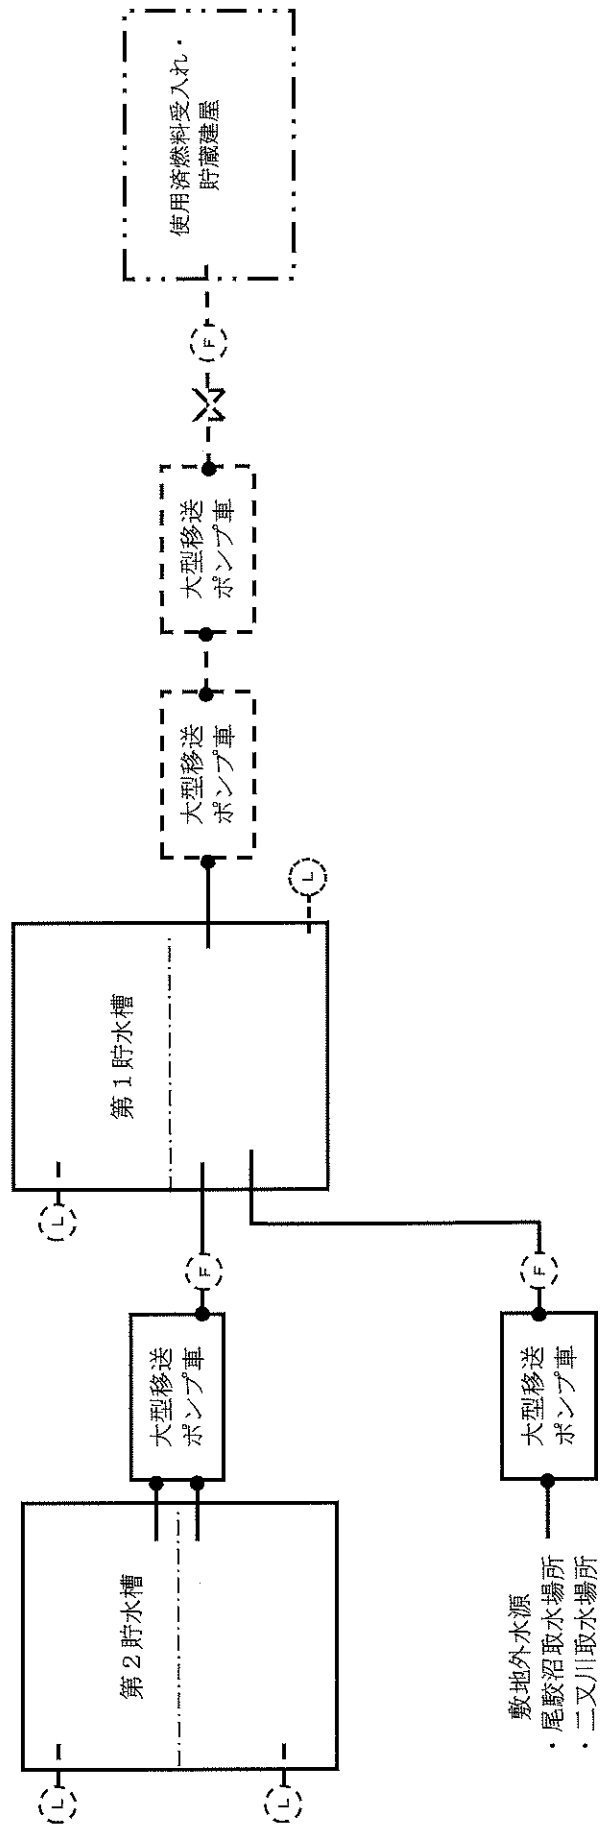 使用済燃料受入れ・
貯蔵建屋
F
大型移送
ポンプ車
大型移送
ポンプ車
L
第1貯水槽
L
F
F
大型移送
ポンプ車
大型移送
ポンプ車
第2貯水槽
L
L
敷地外水源
・尾駮沼取水場所
・二又川取水場所